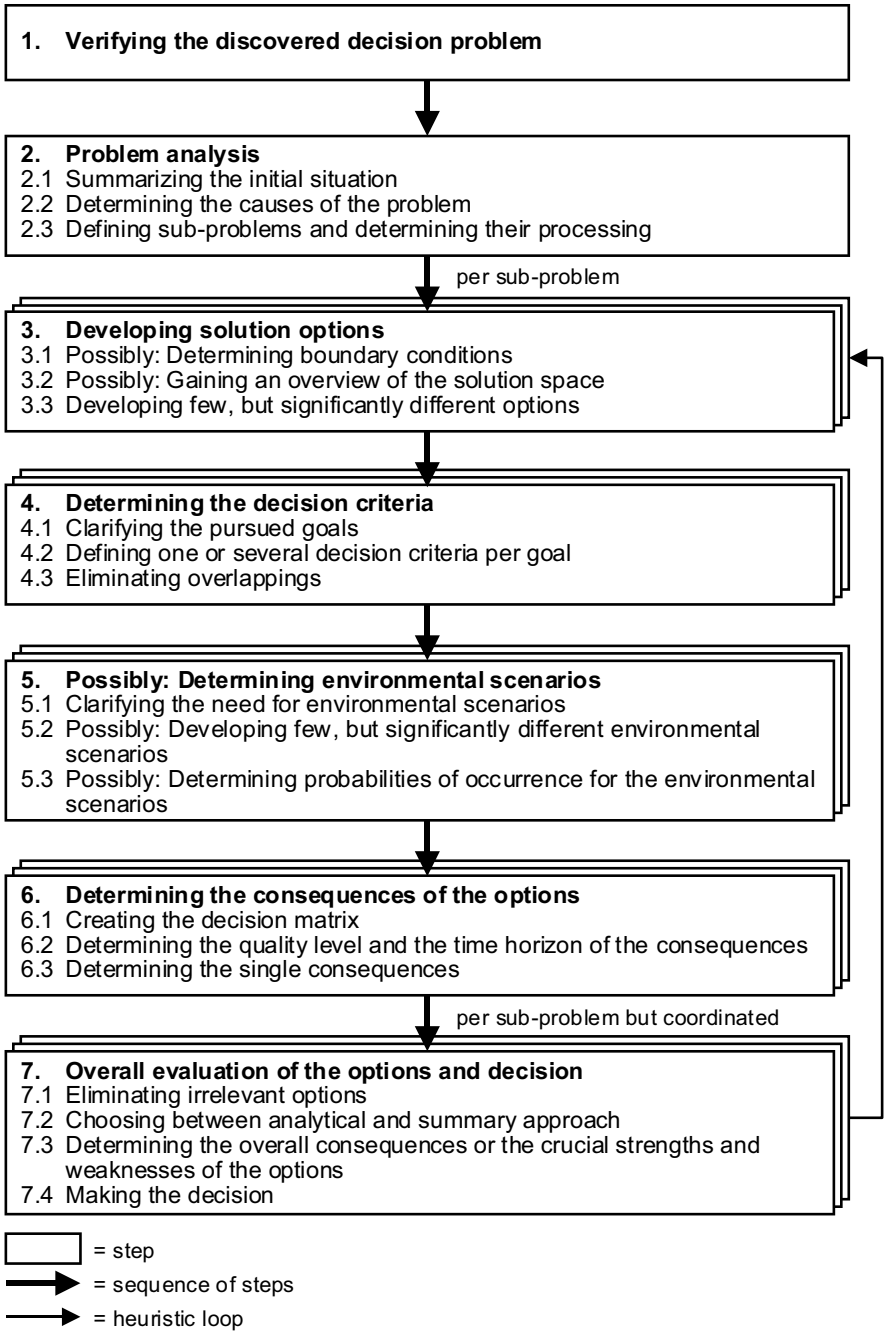 1. Verifying the discovered decision problem
2. Problem analysis
2.1 Summarizing the initial situation
2.2 Determining the causes of the problem
2.3 Defining sub-problems and determining their processing
per sub-problem
3. Developing solution options
3.1 Possibly: Determining boundary conditions
3.2 Possibly: Gaining an overview of the solution space
3.3 Developing few, but significantly different options
4. Determining the decision criteria
4.1 Clarifying the pursued goals
4.2 Defining one or several decision criteria per goal
4.3 Eliminating overlappings
5. Possibly: Determining environmental scenarios
5.1 Clarifying the need for environmental scenarios
5.2 Possibly: Developing few, but significantly different environmental
scenarios
5.3 Possibly: Determining probabilities of occurrence for the environmental
scenarios
6. Determining the consequences of the options
6.1 Creating the decision matrix
6.2 Determining the quality level and the time horizon of the consequences
6.3 Determining the single consequences
per sub-problem but coordinated
7. Overall evaluation of the options and decision
7.1 Eliminating irrelevant options
7.2 Choosing between analytical and summary approach
7.3 Determining the overall consequences or the crucial strengths and
weaknesses of the options
7.4 Making the decision
= step
= sequence of steps
= heuristic loop